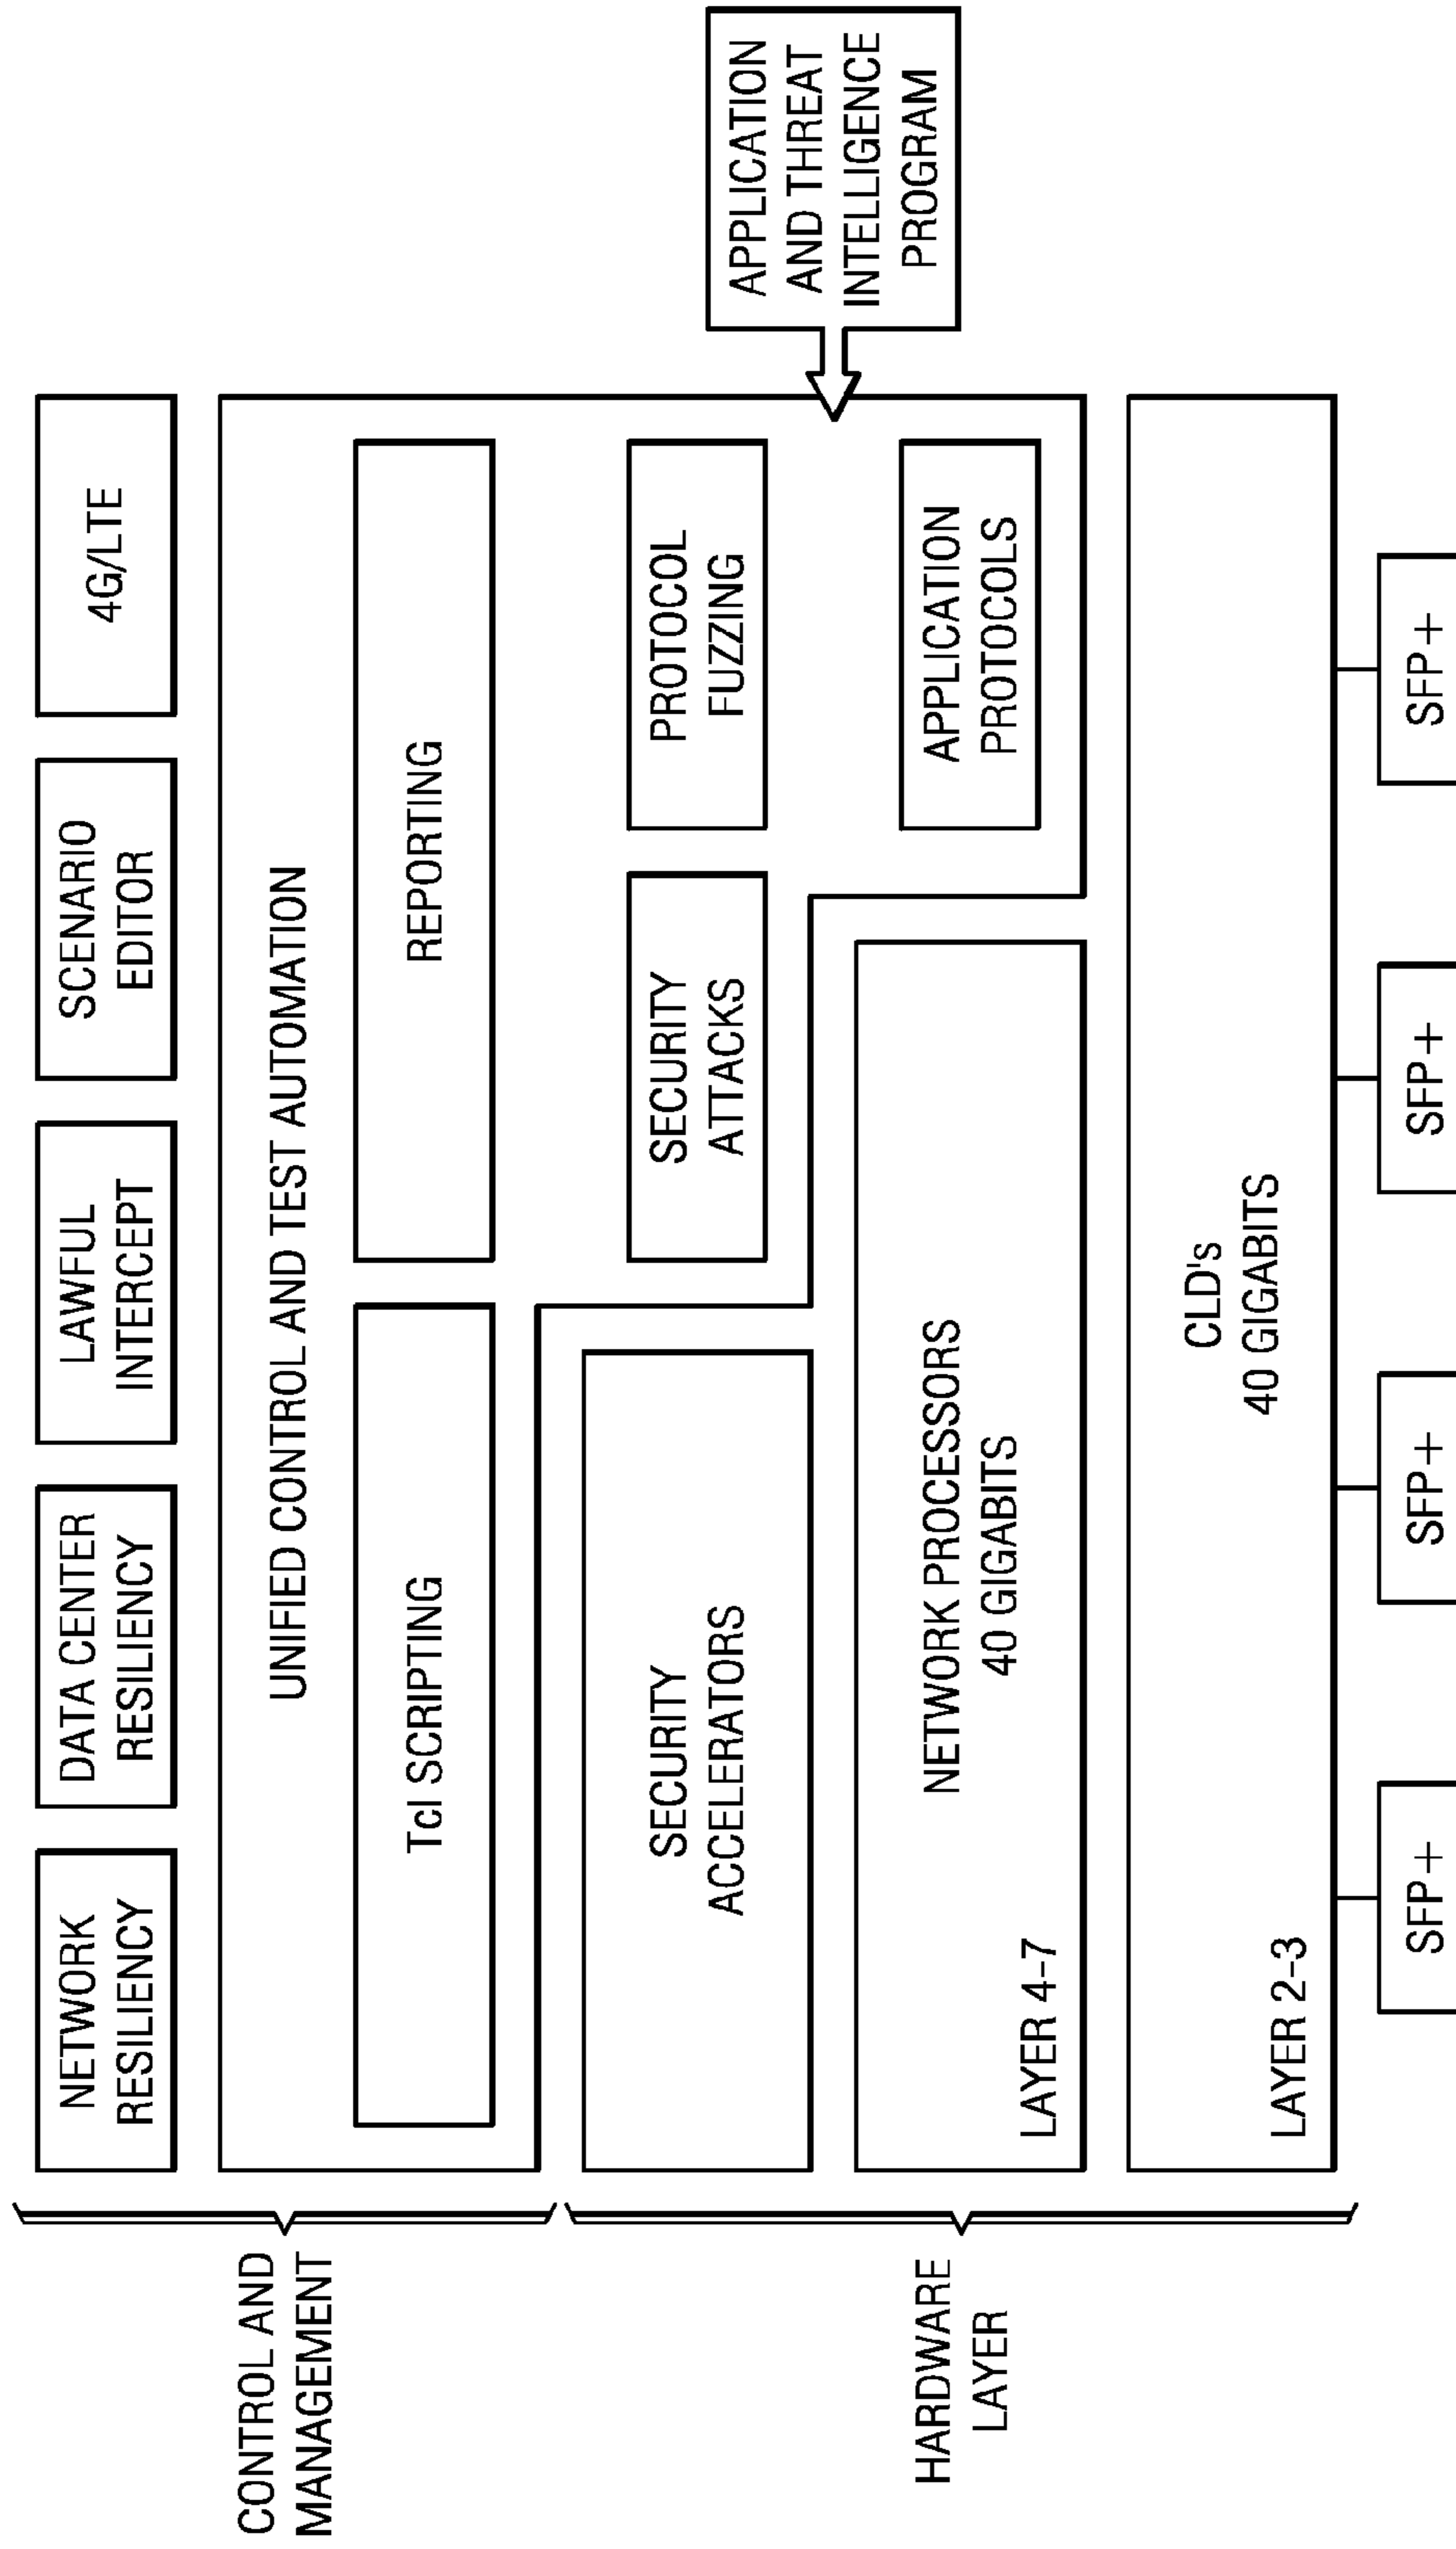 CONTROL AND
MANAGEMENT
NETWORK
RESILIENCY
DATA CENTER
RESILIENCY
LAWFUL
INTERCEPT
SCENARIO
EDITOR
4G/LTE
UNIFIED CONTROL AND TEST AUTOMATION
Tcl SCRIPTING
REPORTING
HARDWARE
LAYER
SECURITY
ACCELERATORS
SECURITY
ATTACKS
PROTOCOL
FUZZING
NETWORK PROCESSORS
40 GIGABITS
LAYER 4-7
APPLICATION
PROTOCOLS
APPLICATION
AND THREAT
INTELLIGENCE
PROGRAM
CLD's
40 GIGABITS
LAYER 2-3
SFP+
SFP+
SFP+
SFP+